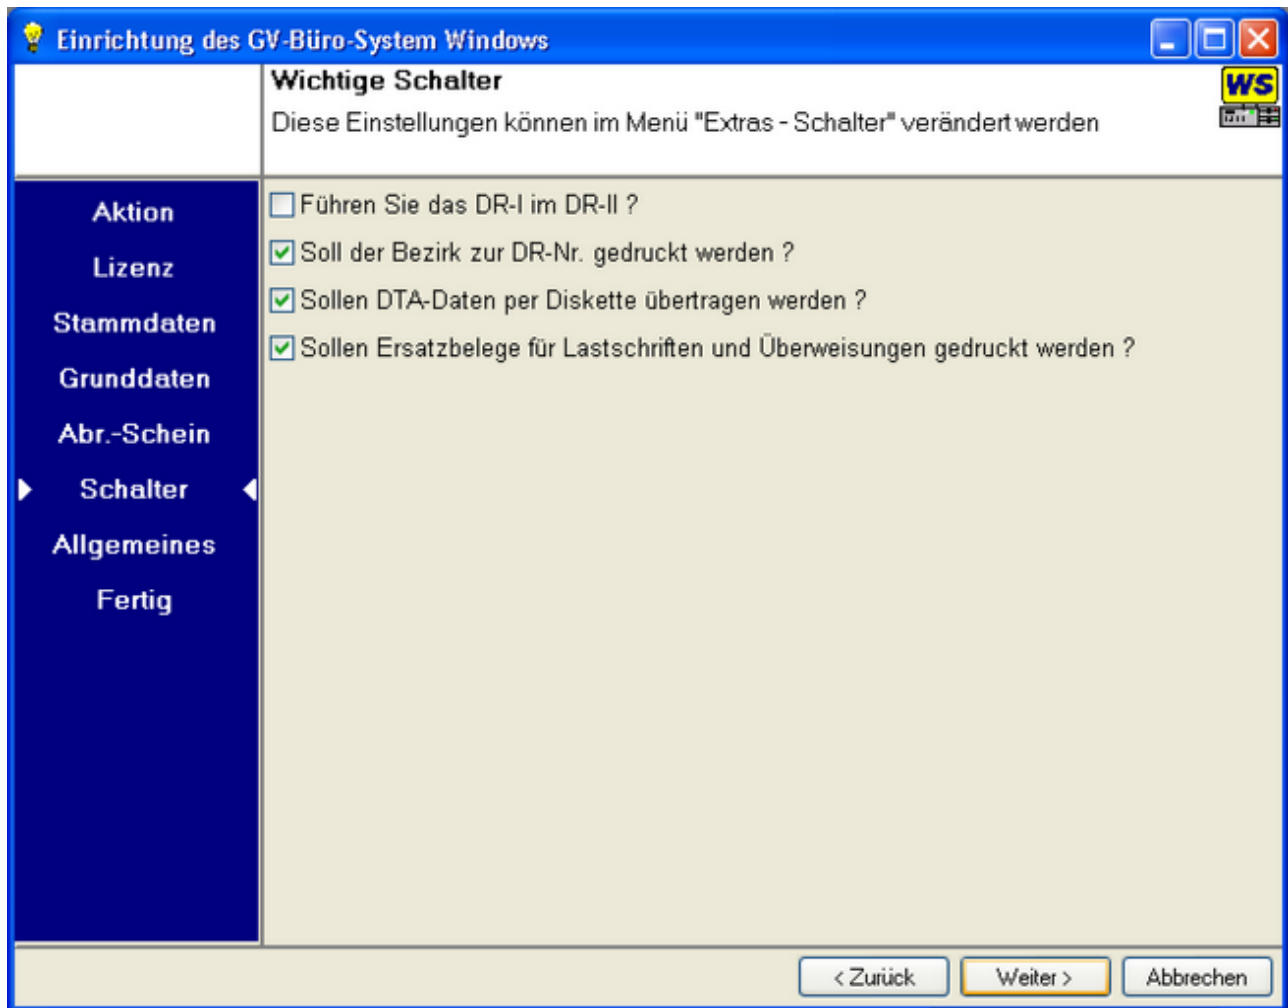 Einrichtung des GV-Büro-System Windows
Wichtige Schalter
Diese Einstellungen können im Menü "Extras - Schalter" verändert werden
WS
Aktion
Lizenz
Stammdaten
Grunddaten
Abr.-Schein
Schalter
Allgemeines
Fertig
Führen Sie das DR-I im DR-II ?
Soll der Bezirk zur DR-Nr. gedruckt werden ?
Sollen DTA-Daten per Diskette übertragen werden ?
Sollen Ersatzbelege für Lastschriften und Überweisungen gedruckt werden ?
< Zurück
Weiter >
Abbrechen